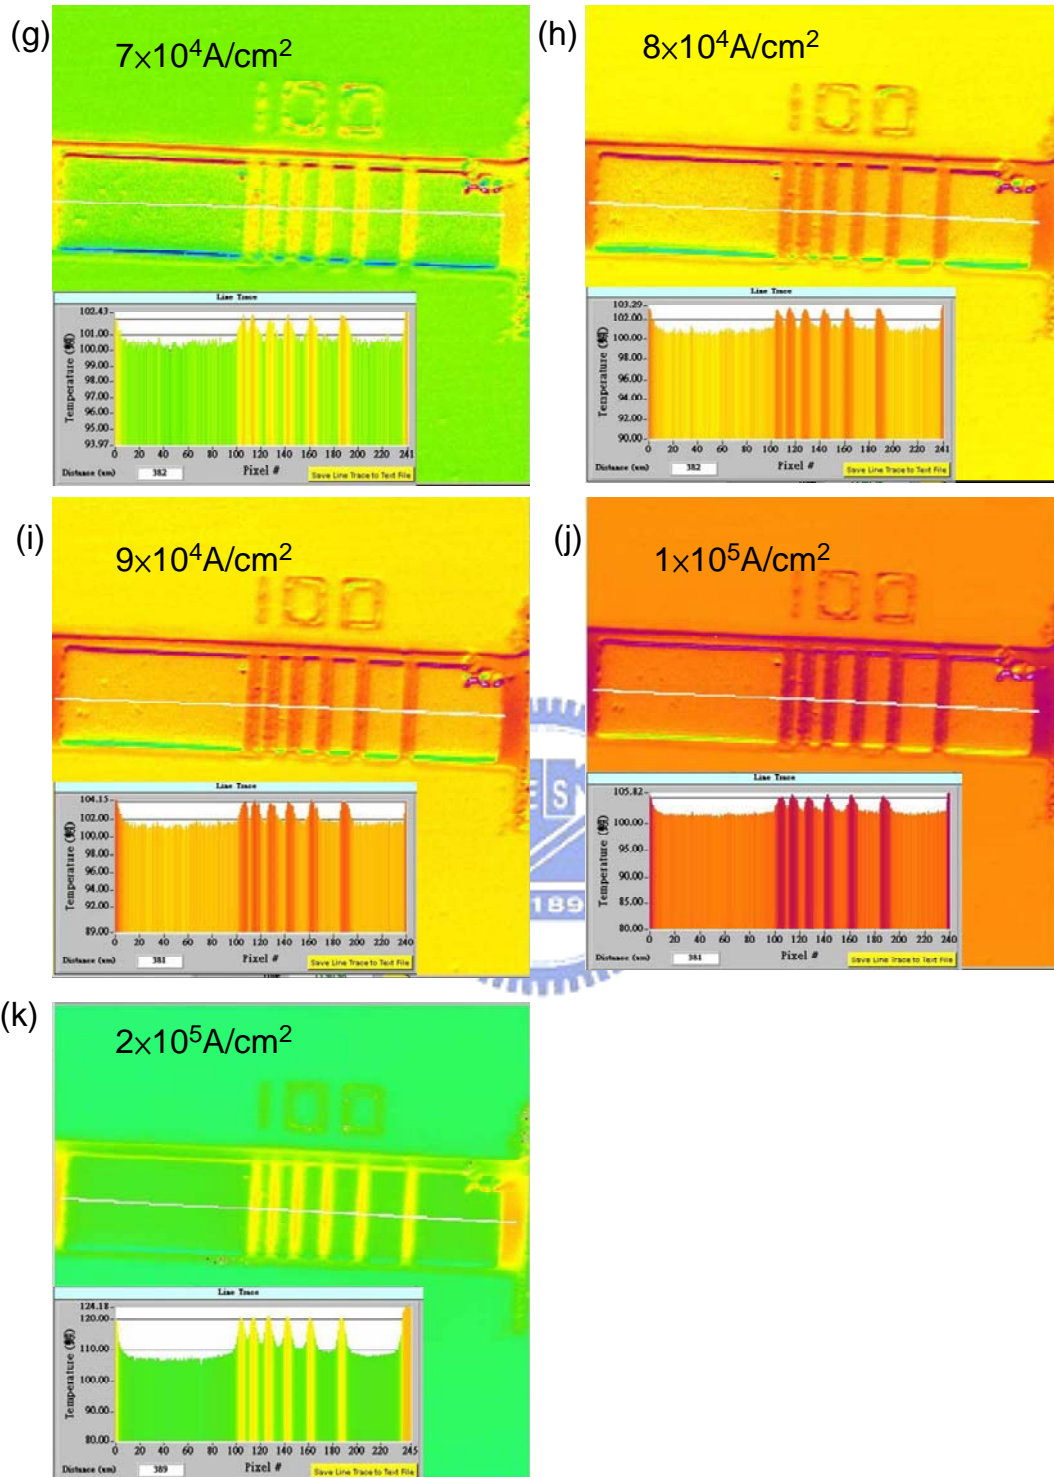 (g)
7×10⁴A/cm²
100
Line Trace
102.43
101.00
100.00
99.00
98.00
97.00
96.00
95.00
93.97
Temperature
0 20 40 60 80 100 120 140 160 180 200 220 241
Distance (um) 382 Pixel # Save Line Trace to Text File
(h)
8×10⁴A/cm²
100
Line Trace
103.29
102.00
100.00
98.00
96.00
94.00
92.00
90.00
Temperature
0 20 40 60 80 100 120 140 160 180 200 220 241
Distance (um) 382 Pixel # Save Line Trace to Text File
(i)
9×10⁴A/cm²
100
Line Trace
104.15
102.00
100.00
98.00
96.00
94.00
92.00
89.00
Temperature
0 20 40 60 80 100 120 140 160 180 200 220 240
Distance (um) 381 Pixel # Save Line Trace to Text File
(j)
1×10⁵A/cm²
100
Line Trace
105.82
100.00
95.00
90.00
85.00
80.00
Temperature
0 20 40 60 80 100 120 140 160 180 200 220 240
Distance (um) 381 Pixel # Save Line Trace to Text File
ES
189
(k)
2×10⁵A/cm²
100
Line Trace
124.18
120.00
110.00
100.00
90.00
80.00
Temperature
0 20 40 60 80 100 120 140 160 180 200 220 245
Distance (um) 389 Pixel # Save Line Trace to Text File